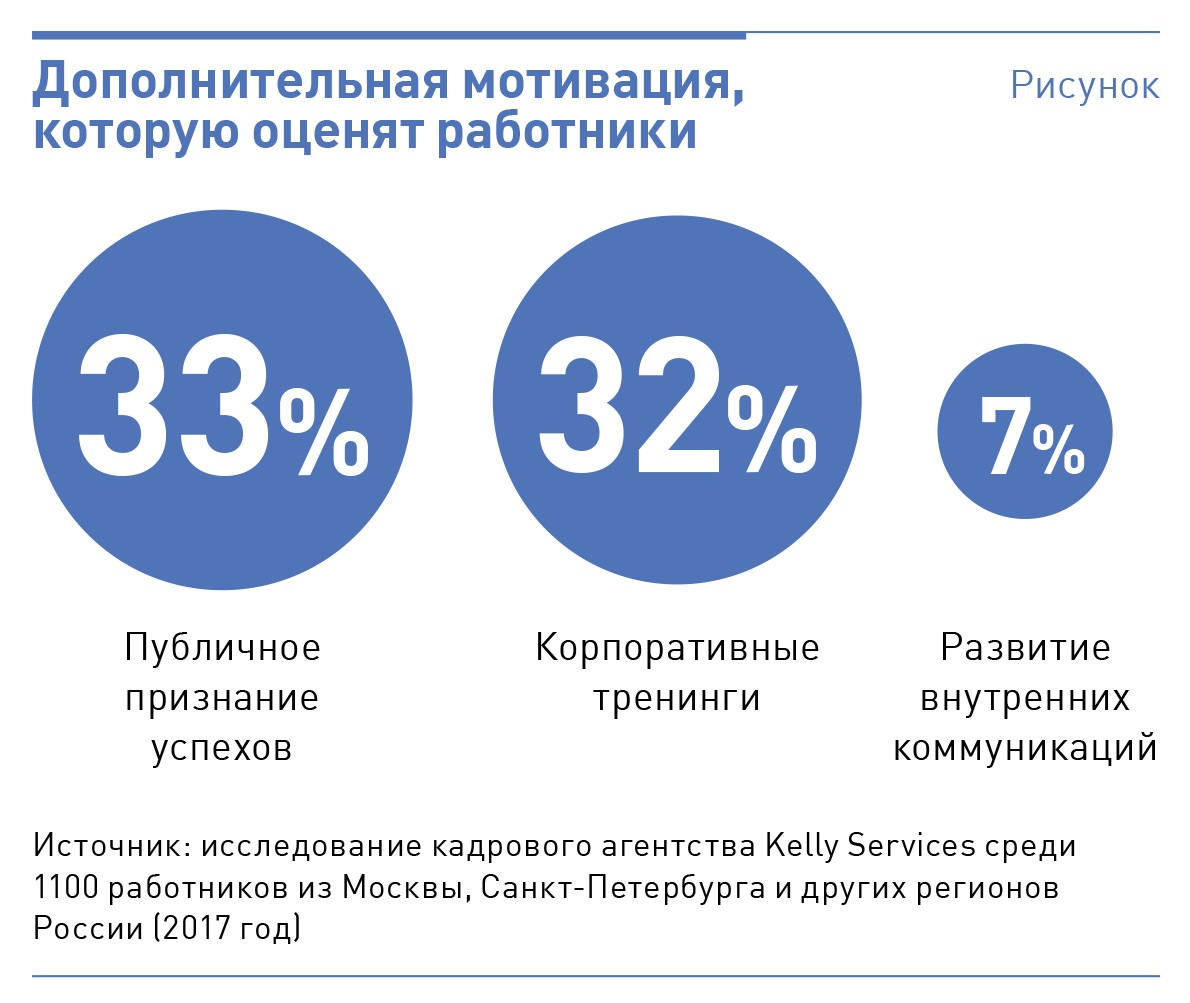 Дополнительная мотивация,
которую оценят работники
Рисунок
33%
32%
7%
Публичное
признание
успехов
Корпоративные
тренинги
Развитие
внутренних
коммуникаций
Источник: исследование кадрового агентства Kelly Services среди
1100 работников из Москвы, Санкт-Петербурга и других регионов
России (2017 год)